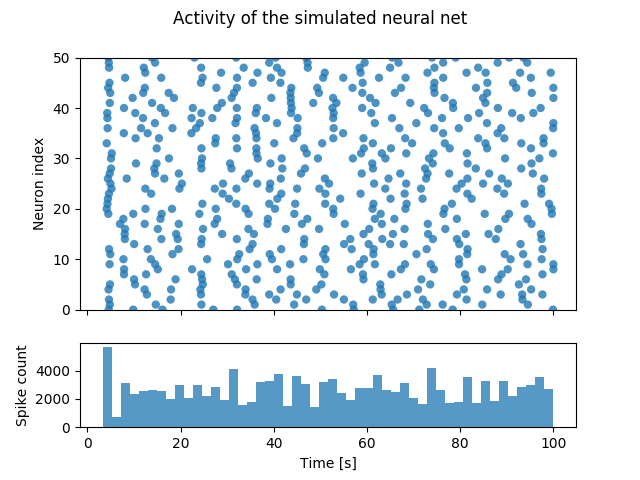 Activity of the simulated neural net
50
40
30
20
10
0
Neuron index
4000
2000
0
Spike count
0 20 40 60 80 100
Time [s]